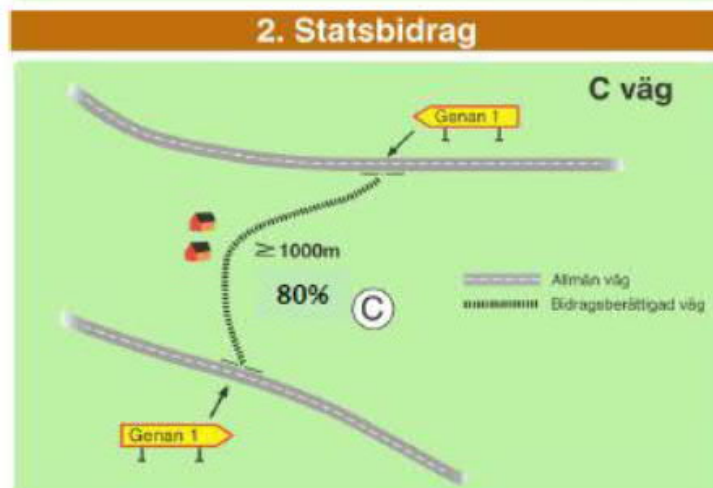 2. Statsbidrag
C väg
Genan 1
≥ 1000m
80%
C
Allmän väg
Bidragsberättigad väg
Genan 1